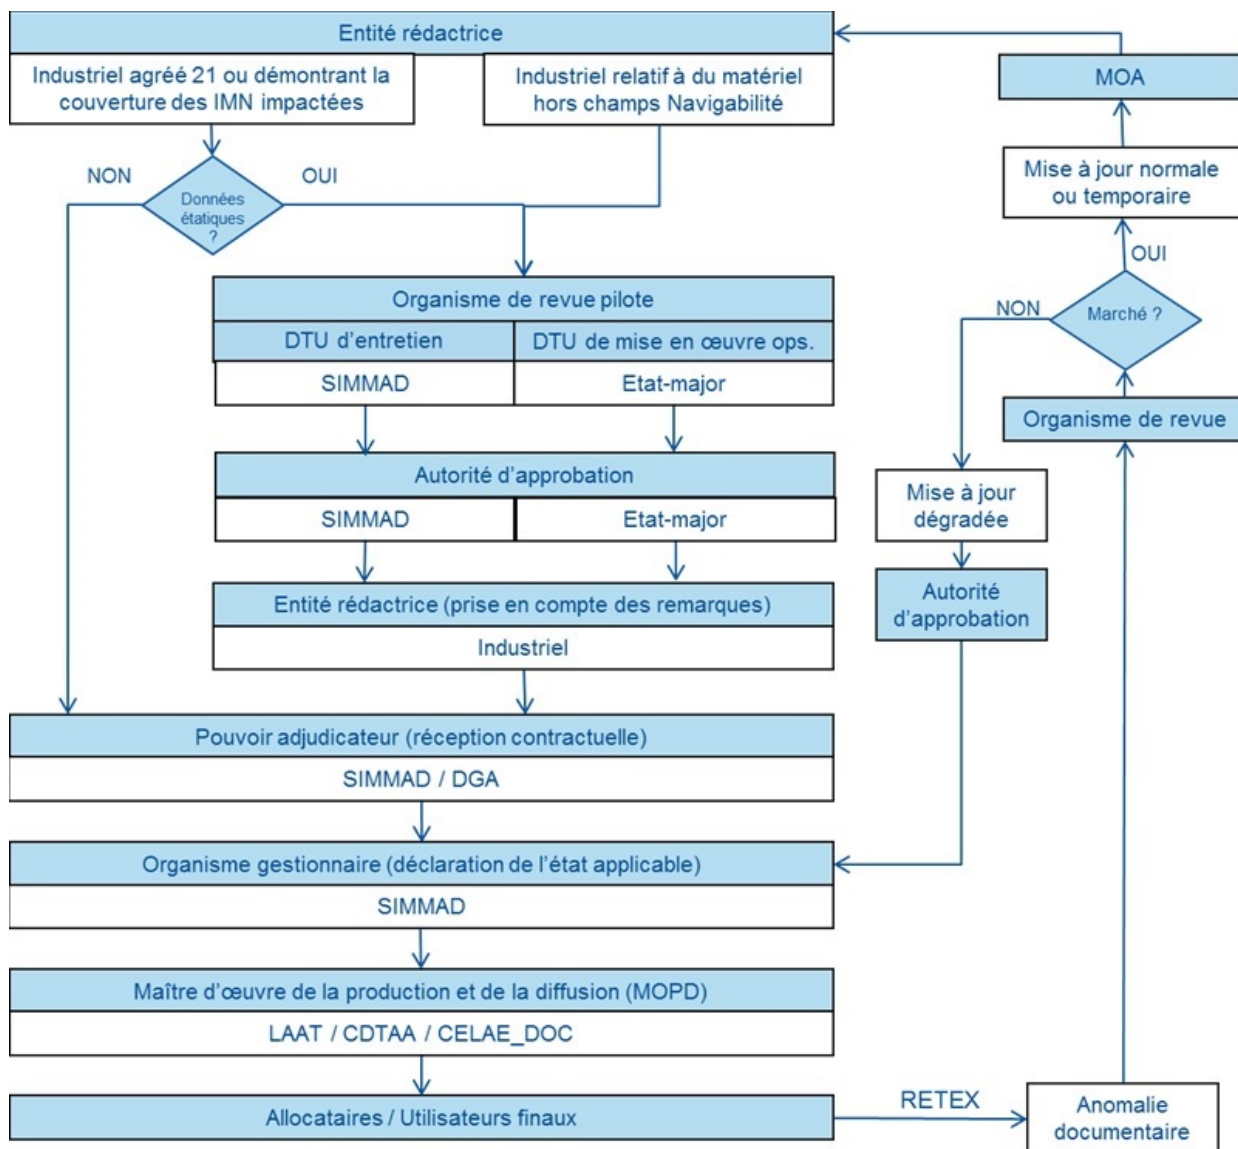 Entité rédactrice
Industriel agréé 21 ou démontrant la
couverture des IMN impactées
Industriel relatif à du matériel
hors champs Navigabilité
MOA
NON
OUI
Données
étatiques
?
Mise à jour normale
ou temporaire
OUI
NON
Marché ?
Organisme de revue pilote
DTU d'entretien
DTU de mise en œuvre ops.
SIMMAD
Etat-major
Organisme de revue
Autorité d'approbation
SIMMAD
Etat-major
Mise à jour
dégradée
Entité rédactrice (prise en compte des remarques)
Industriel
Autorité
d'approbation
Pouvoir adjudicateur (réception contractuelle)
SIMMAD / DGA
Organisme gestionnaire (déclaration de l'état applicable)
SIMMAD
Maître d'œuvre de la production et de la diffusion (MOPD)
LAAT / CDTAA / CELAE_DOC
Allocataires / Utilisateurs finaux
RETEX
Anomalie
documentaire